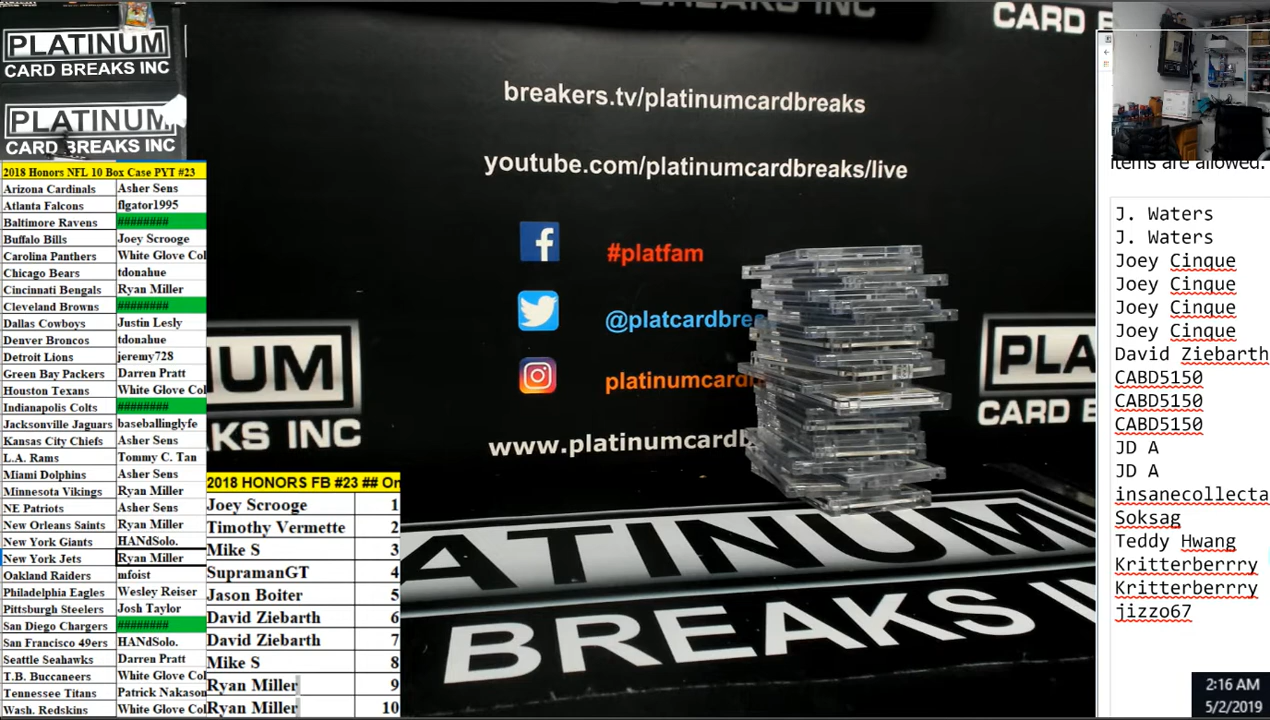 PLATINUM
CARD BREAKS INC
PLATINUM
CARD BREAKS INC
2018 Honors NFL 10 Box Case PYT #23
Arizona Cardinals Asher Sens
Atlanta Falcons flgator1995
Baltimore Ravens ########
Buffalo Bills Joey Scrooge
Carolina Panthers White Glove Col
Chicago Bears tdonahue
Cincinnati Bengals Ryan Miller
Cleveland Browns ########
Dallas Cowboys Justin Lesly
Denver Broncos tdonahue
Detroit Lions jeremy728
Green Bay Packers Darren Pratt
Houston Texans White Glove Col
Indianapolis Colts ########
Jacksonville Jaguars baseballinglyfe
Kansas City Chiefs Asher Sens
L.A. Rams Tommy C. Tan
Miami Dolphins Asher Sens
Minnesota Vikings Ryan Miller
NE Patriots Asher Sens
New Orleans Saints Ryan Miller
New York Giants HANdSolo.
New York Jets Ryan Miller
Oakland Raiders mfoist
Philadelphia Eagles Wesley Reiser
Pittsburgh Steelers Josh Taylor
San Diego Chargers ########
San Francisco 49ers HANdSolo.
Seattle Seahawks Darren Pratt
T.B. Buccaneers White Glove Col
Tennessee Titans Patrick Nakason
Wash. Redskins White Glove Col
2018 HONORS FB #23 ## On
Joey Scrooge 1
Timothy Vermette 2
Mike S 3
SupramanGT 4
Jason Boiter 5
David Ziebarth 6
David Ziebarth 7
Mike S 8
Ryan Miller 9
Ryan Miller 10
BREAKS INC
CARD BREA
breakers.tv/platinumcardbreaks
youtube.com/platinumcardbreaks/live
#platfam
@platcardbre
platinumcard
www.platinumcardb
UM
KS INC
PLA
CARD BR
ATINUM
BREAKS IN
items are allowed.
J. Waters
J. Waters
Joey Cinque
Joey Cinque
Joey Cinque
Joey Cinque
David Ziebarth
CABD5150
CABD5150
CABD5150
JD A
JD A
insanecollecta
Soksag
Teddy Hwang
Kritterberrry
Kritterberrry
jizzo67
2:16 AM
5/2/2019